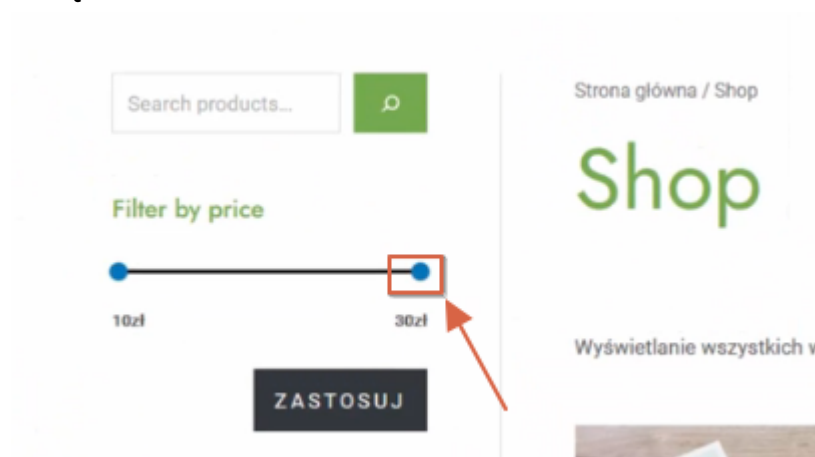 Search products...
Strona główna / Shop
Shop
Filter by price
10zł
30zł
Wyświetlanie wszystkich
ZASTOSUJ